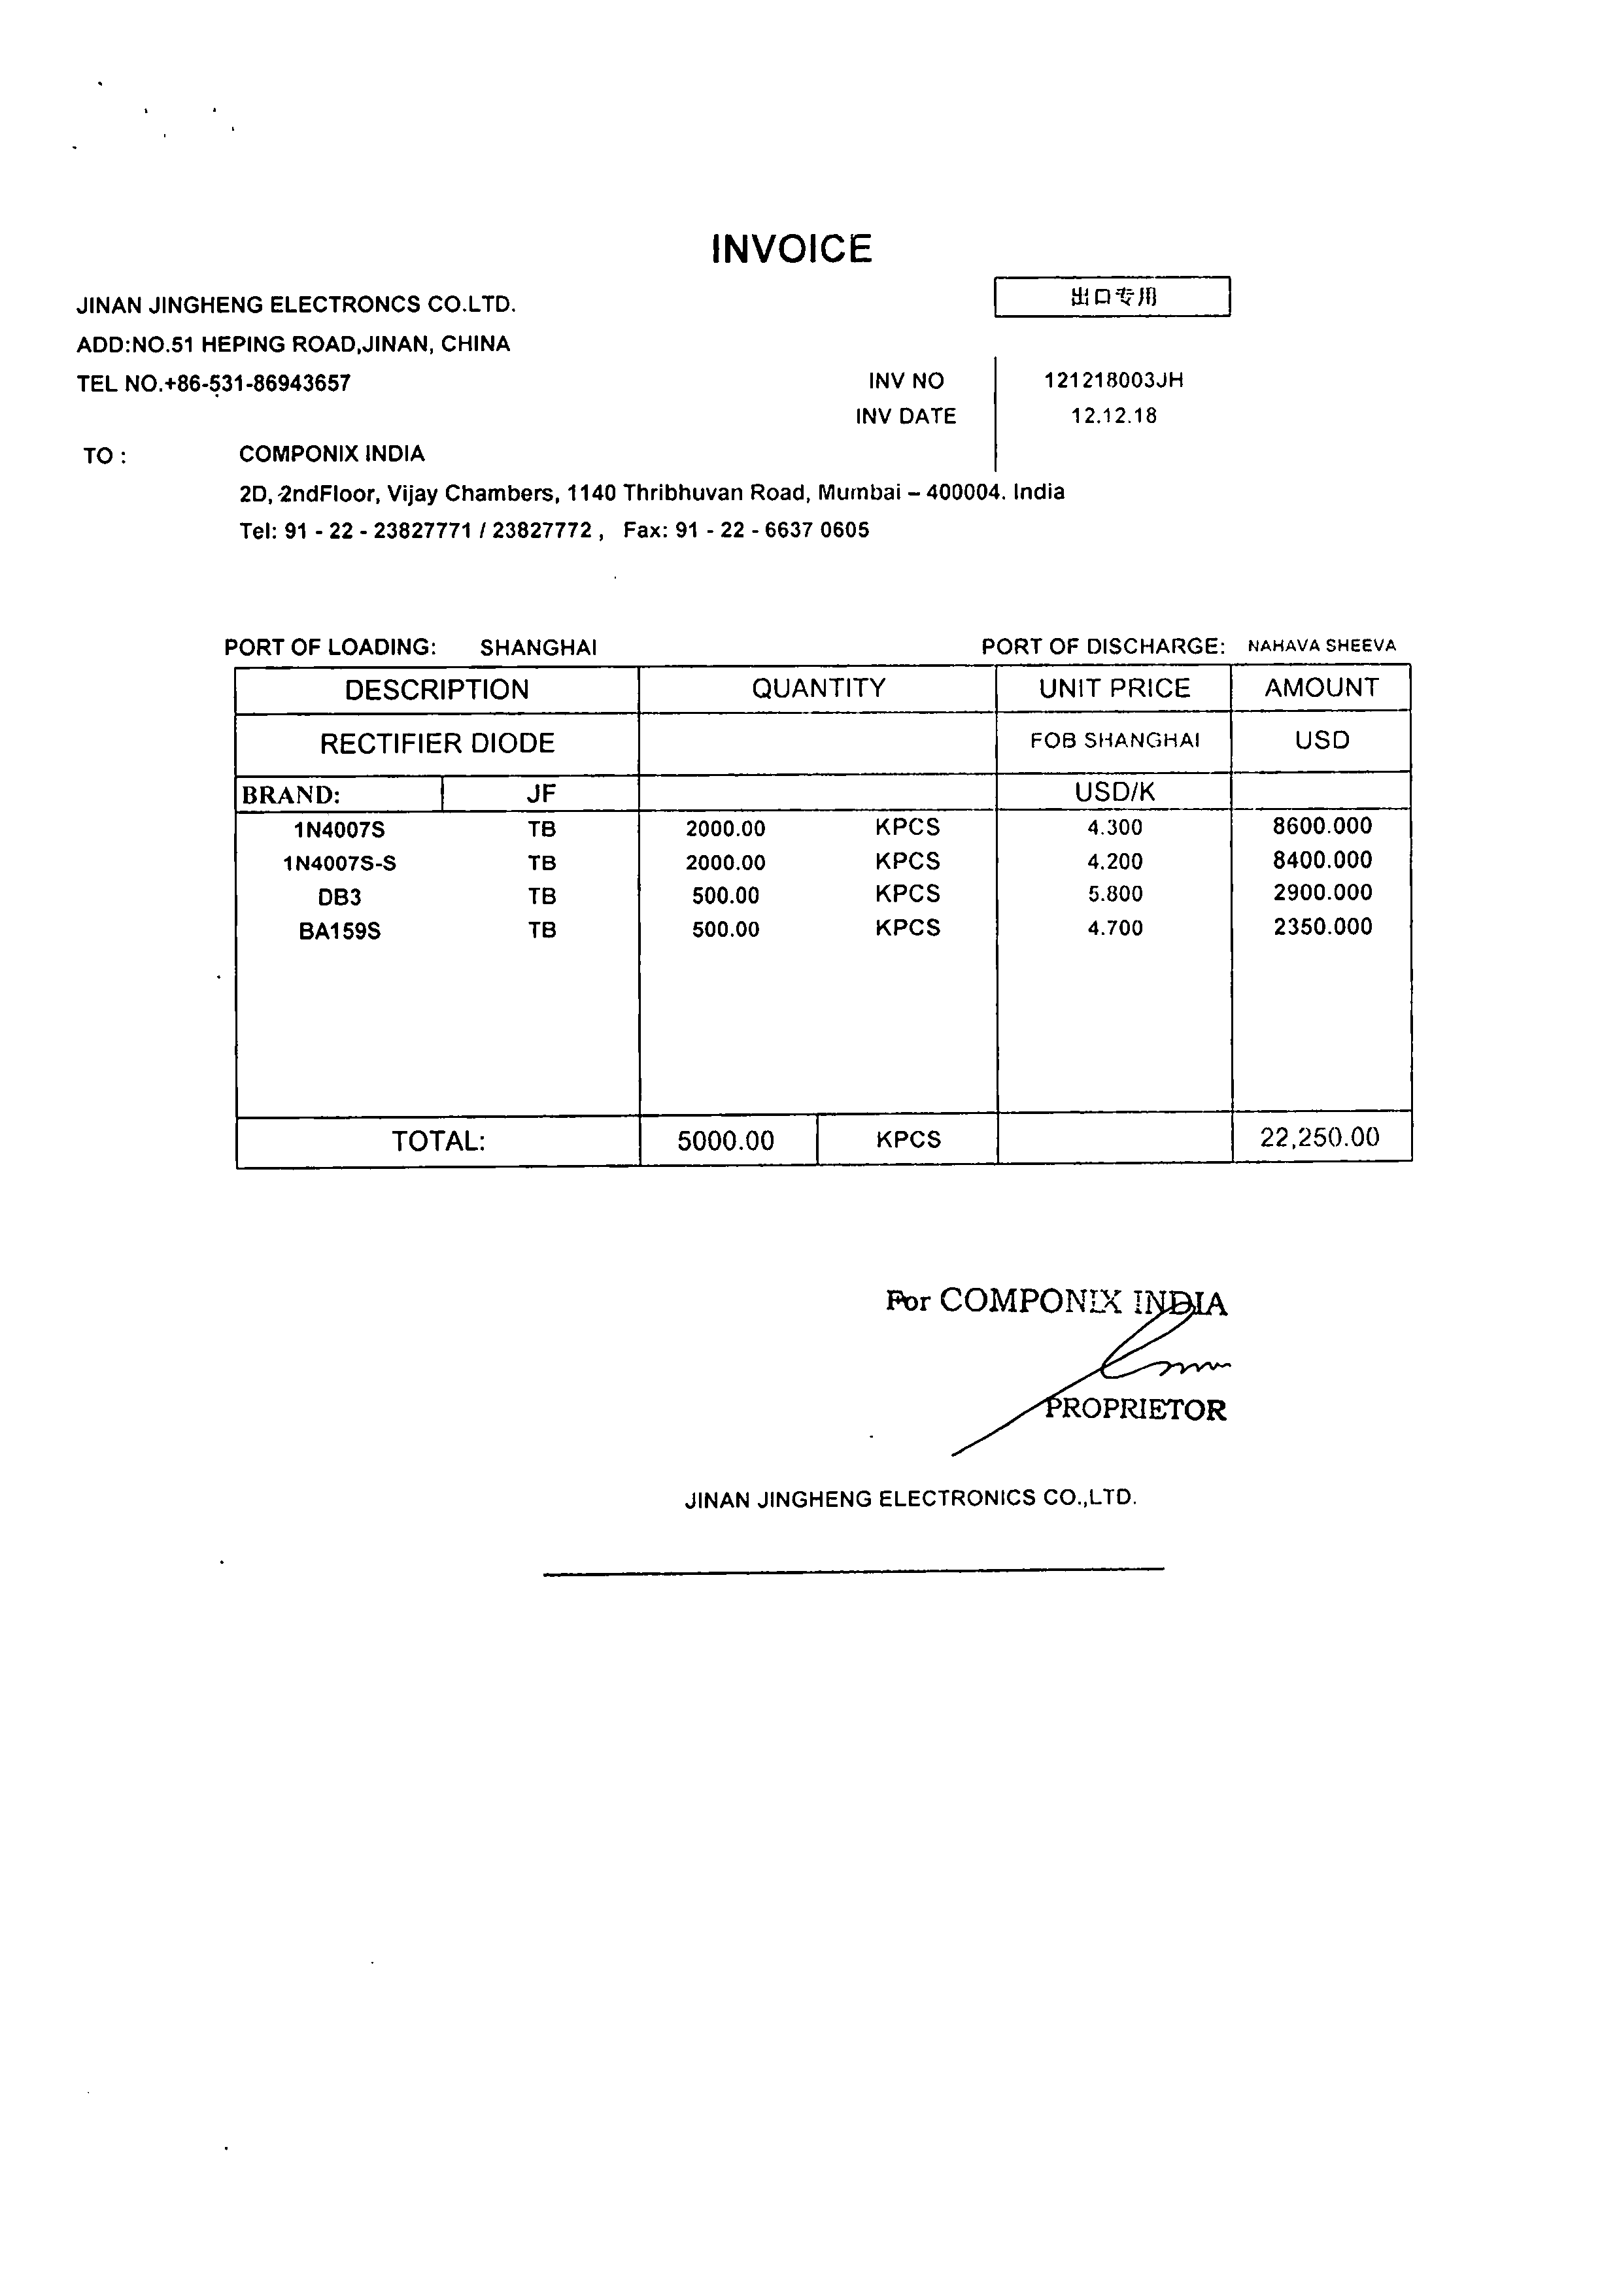 INVOICE
出口专用
JINAN JINGHENG ELECTRONCS CO.LTD.
ADD:NO.51 HEPING ROAD,JINAN, CHINA
TEL NO.+86-531-86943657
INV NO 121218003JH
INV DATE 12.12.18
TO : COMPONIX INDIA
2D, 2ndFloor, Vijay Chambers, 1140 Thribhuvan Road, Mumbai – 400004. India
Tel: 91 - 22 - 23827771 / 23827772 , Fax: 91 - 22 - 6637 0605
PORT OF LOADING: SHANGHAI PORT OF DISCHARGE: NAHAVA SHEEVA
DESCRIPTION QUANTITY UNIT PRICE AMOUNT
RECTIFIER DIODE FOB SHANGHAI USD
BRAND: JF USD/K
1N4007S TB 2000.00 KPCS 4.300 8600.000
1N4007S-S TB 2000.00 KPCS 4.200 8400.000
DB3 TB 500.00 KPCS 5.800 2900.000
BA159S TB 500.00 KPCS 4.700 2350.000
TOTAL: 5000.00 KPCS 22,250.00
For COMPONIX INDIA
PROPRIETOR
JINAN JINGHENG ELECTRONICS CO.,LTD.